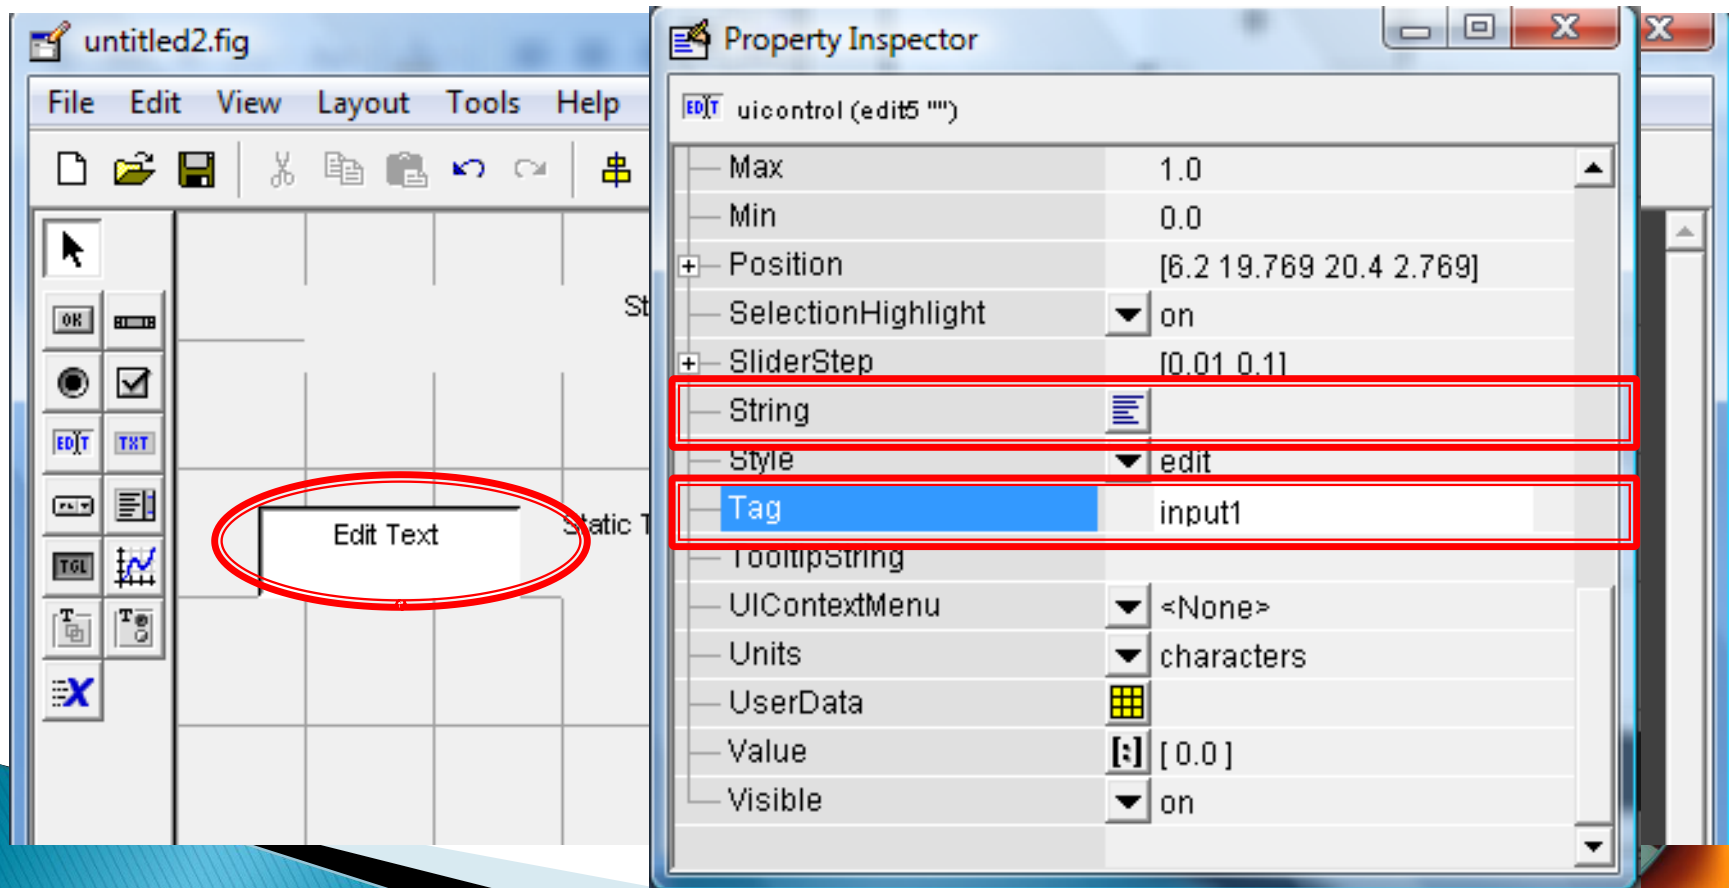 untitled2.fig
File Edit View Layout Tools Help
OK
EDIT TXT
TGL
T T
X
St
Edit Text
Static T
Property Inspector
EDIT uicontrol (edit5 "")
Max 1.0
Min 0.0
Position [6.2 19.769 20.4 2.769]
SelectionHighlight on
SliderStep [0.01 0.1]
String
Style edit
Tag input1
TooltipString
UIContextMenu <None>
Units characters
UserData
Value [:] [ 0.0 ]
Visible on